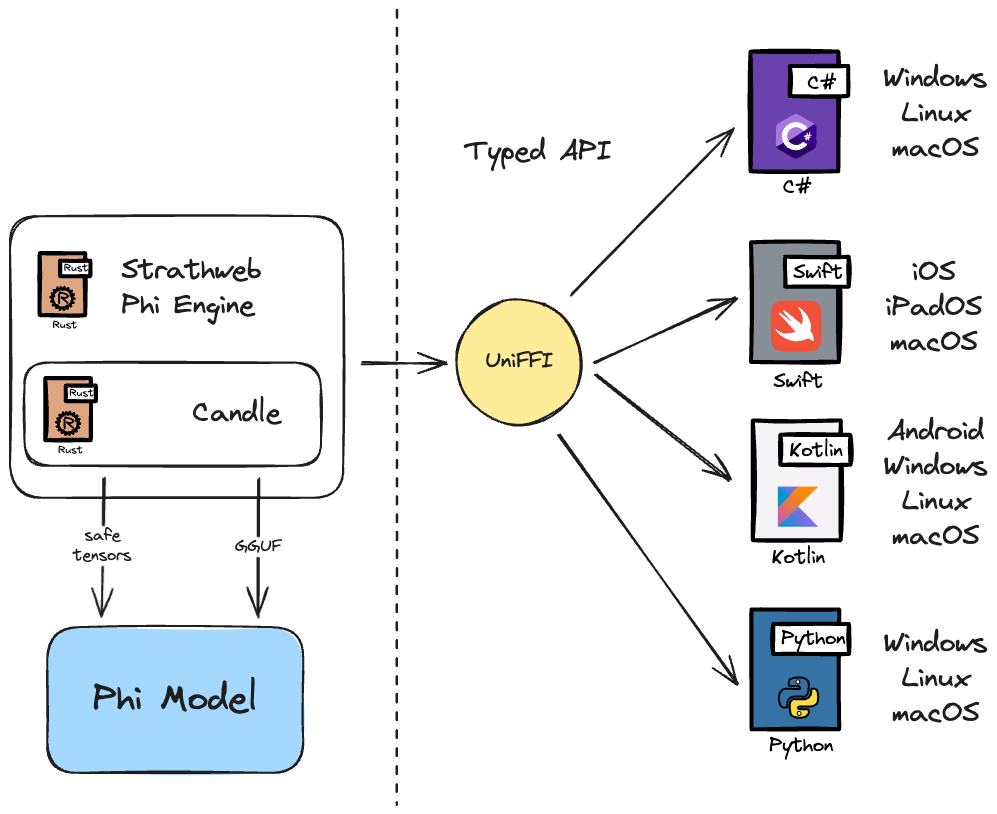 Typed API
Strathweb
Phi Engine
Rust
R
Rust
Candle
Rust
R
Rust
safe
tensors
GGUF
Phi Model
UniFFI
C#
C#
C#
Windows
Linux
macOS
Swift
Swift
iOS
iPadOS
macOS
Kotlin
Kotlin
Android
Windows
Linux
macOS
Python
Python
Windows
Linux
macOS